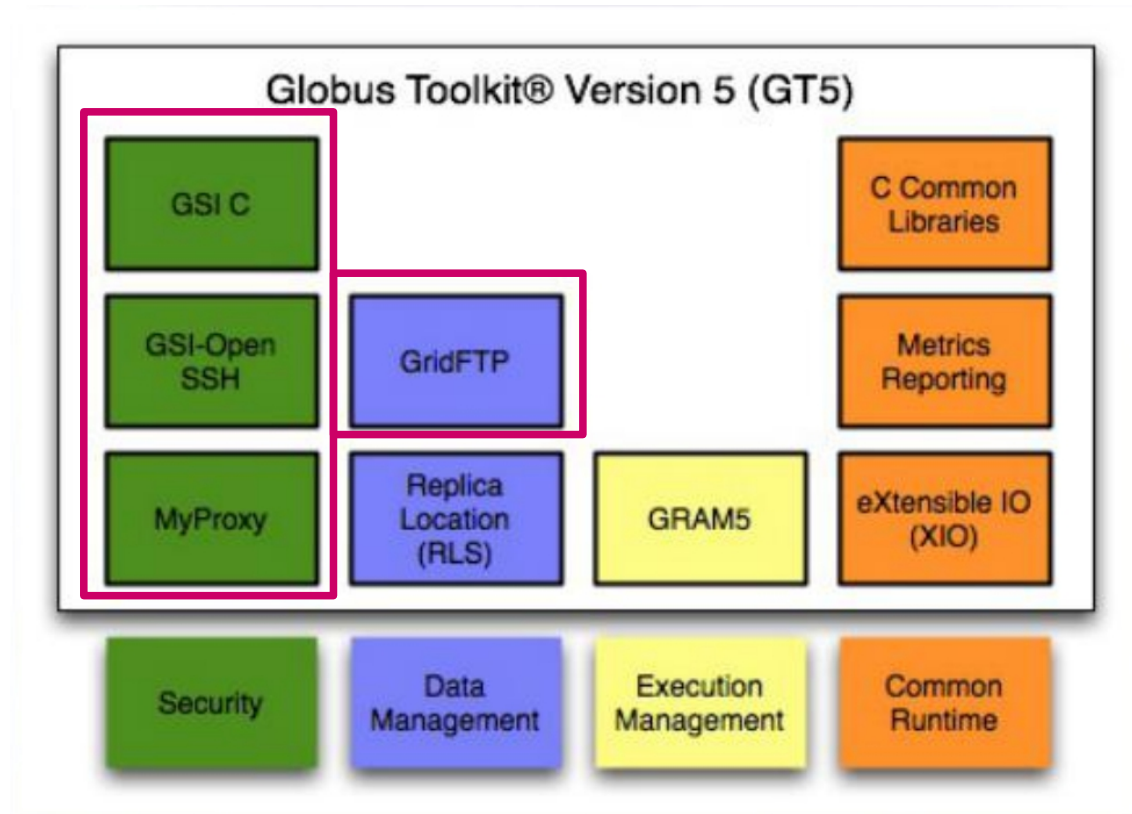 Globus Toolkit® Version 5 (GT5)
GSI C
C Common
Libraries
GSI-Open
SSH
GridFTP
Metrics
Reporting
MyProxy
Replica
Location
(RLS)
GRAM5
eXtensible IO
(XIO)
Security
Data
Management
Execution
Management
Common
Runtime